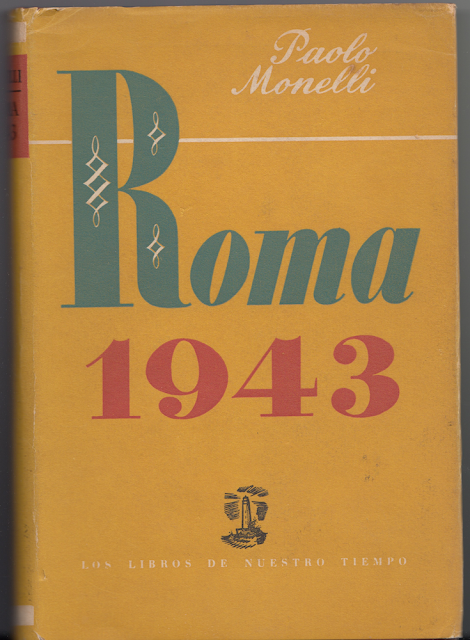 Paolo
Monelli
Roma
1943
LOS LIBROS DE NUESTRO TIEMPO